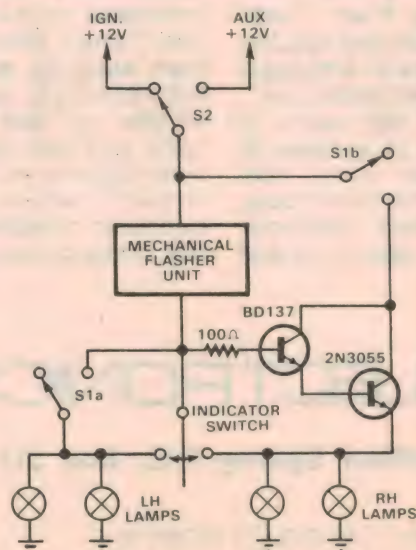 IGN.
+12V
AUX
+12V
S2
S1b
MECHANICAL
FLASHER
UNIT
BD137
100Ω
2N3055
S1a
INDICATOR
SWITCH
LH
LAMPS
RH
LAMPS